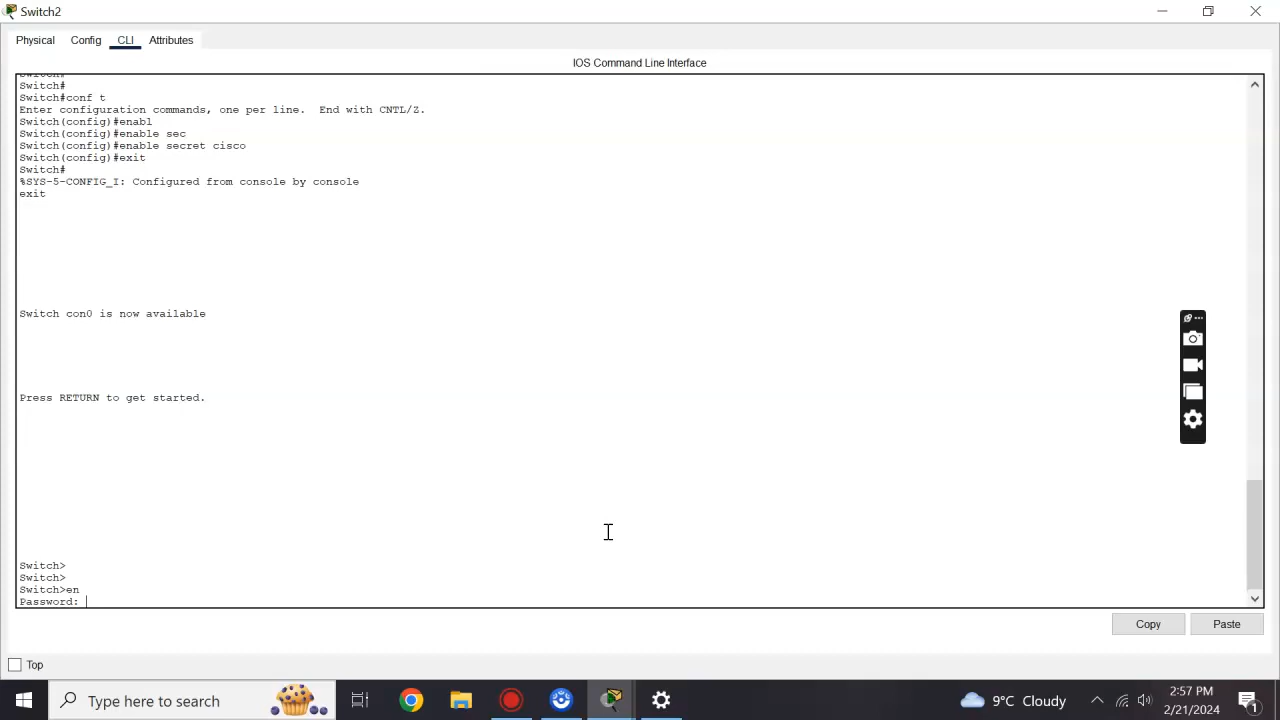 Switch2
Physical Config CLI Attributes
IOS Command Line Interface
Switch#
Switch#
Switch#conf t
Enter configuration commands, one per line.  End with CNTL/Z.
Switch(config)#enabl
Switch(config)#enable sec
Switch(config)#enable secret cisco
Switch(config)#exit
Switch#
%SYS-5-CONFIG_I: Configured from console by console
exit
Switch con0 is now available
Press RETURN to get started.
Switch>
Switch>
Switch>en
Password:
Copy Paste
Top
Type here to search
9°C Cloudy
2:57 PM
2/21/2024
1